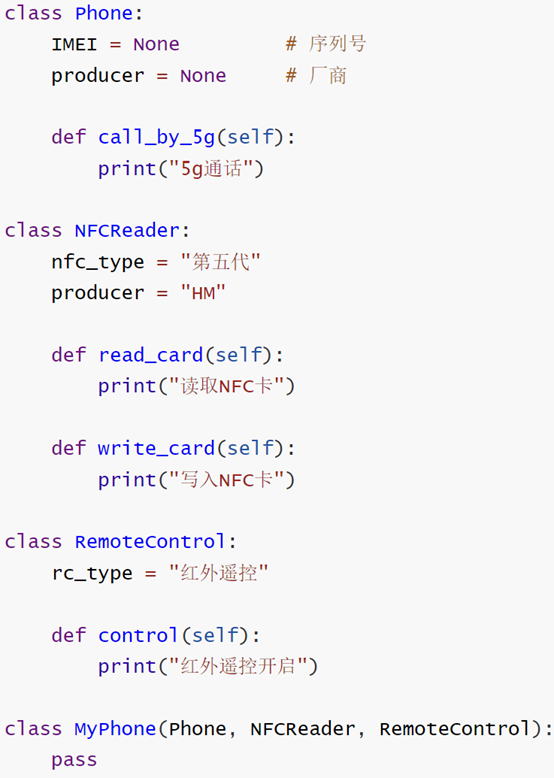 class Phone:
    IMEI = None         # 序列号
    producer = None     # 厂商
    def call_by_5g(self):
        print("5g通话")
class NFCReader:
    nfc_type = "第五代"
    producer = "HM"
    def read_card(self):
        print("读取NFC卡")
    def write_card(self):
        print("写入NFC卡")
class RemoteControl:
    rc_type = "红外遥控"
    def control(self):
        print("红外遥控开启")
class MyPhone(Phone, NFCReader, RemoteControl):
    pass